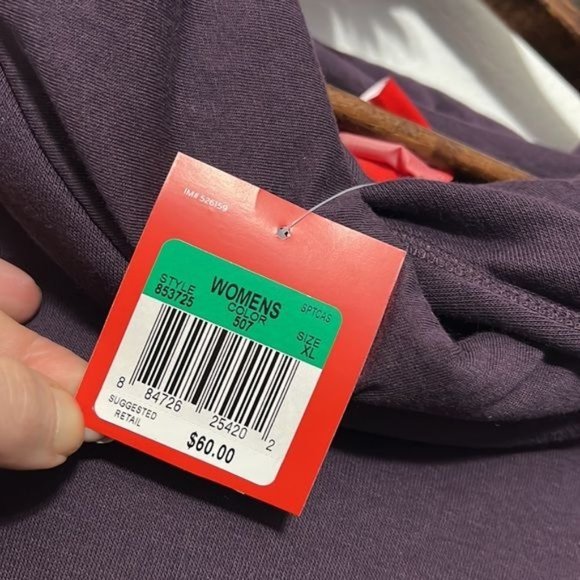 IM# 526159
WOMENS
STYLE COLOR SPTCAS
853725 507 SIZE
XL
8 84726 25420 2
SUGGESTED
RETAIL
$60.00